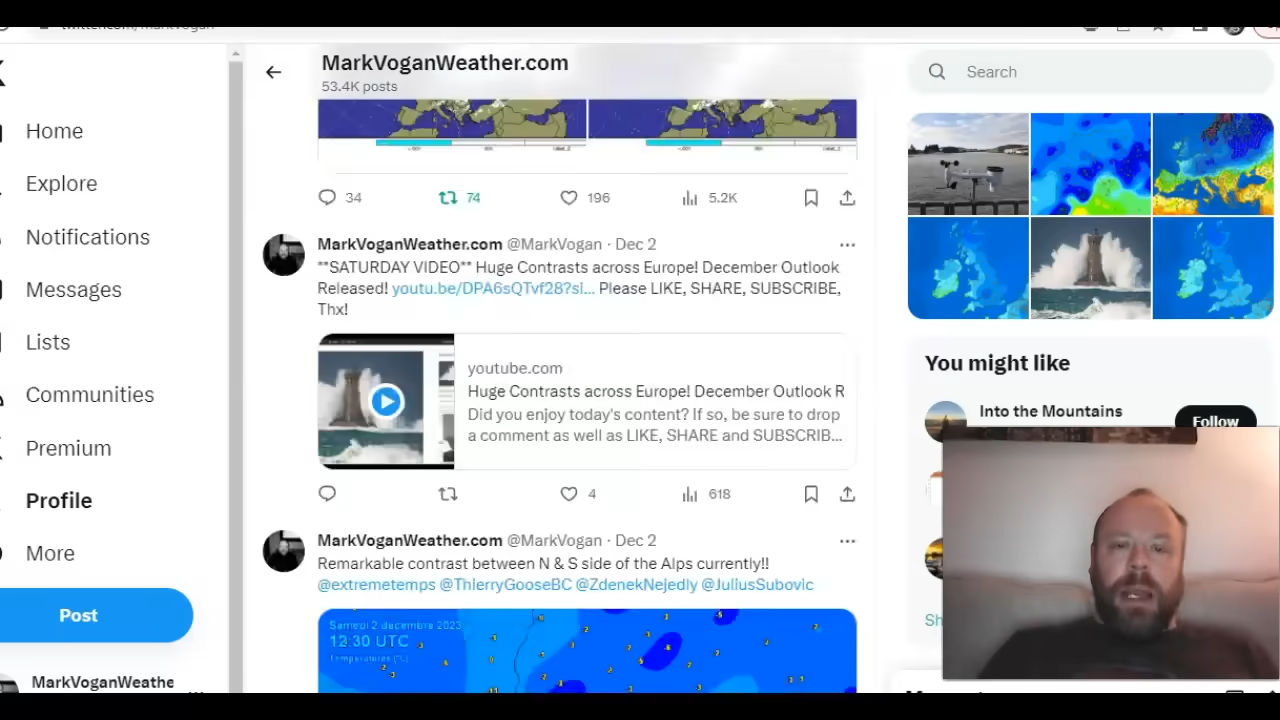 MarkVoganWeather.com
53.4K posts
Search
Home
Explore
Notifications
Messages
Lists
Communities
Premium
Profile
More
Post
MarkVoganWeathe
34
74
196
5.2K
MarkVoganWeather.com @MarkVogan · Dec 2
**SATURDAY VIDEO** Huge Contrasts across Europe! December Outlook
Released! youtu.be/DPA6sQTvf28?si... Please LIKE, SHARE, SUBSCRIBE,
Thx!
youtube.com
Huge Contrasts across Europe! December Outlook R
Did you enjoy today's content? If so, be sure to drop
a comment as well as LIKE, SHARE and SUBSCRIB...
4
618
MarkVoganWeather.com @MarkVogan · Dec 2
Remarkable contrast between N & S side of the Alps currently!!
@extremetemps @ThierryGooseBC @ZdenekNejedly @JuliusSubovic
Samedi 2 decembre 2023
12:30 UTC
Temperatures (°C)
You might like
Into the Mountains
Follow
Sh